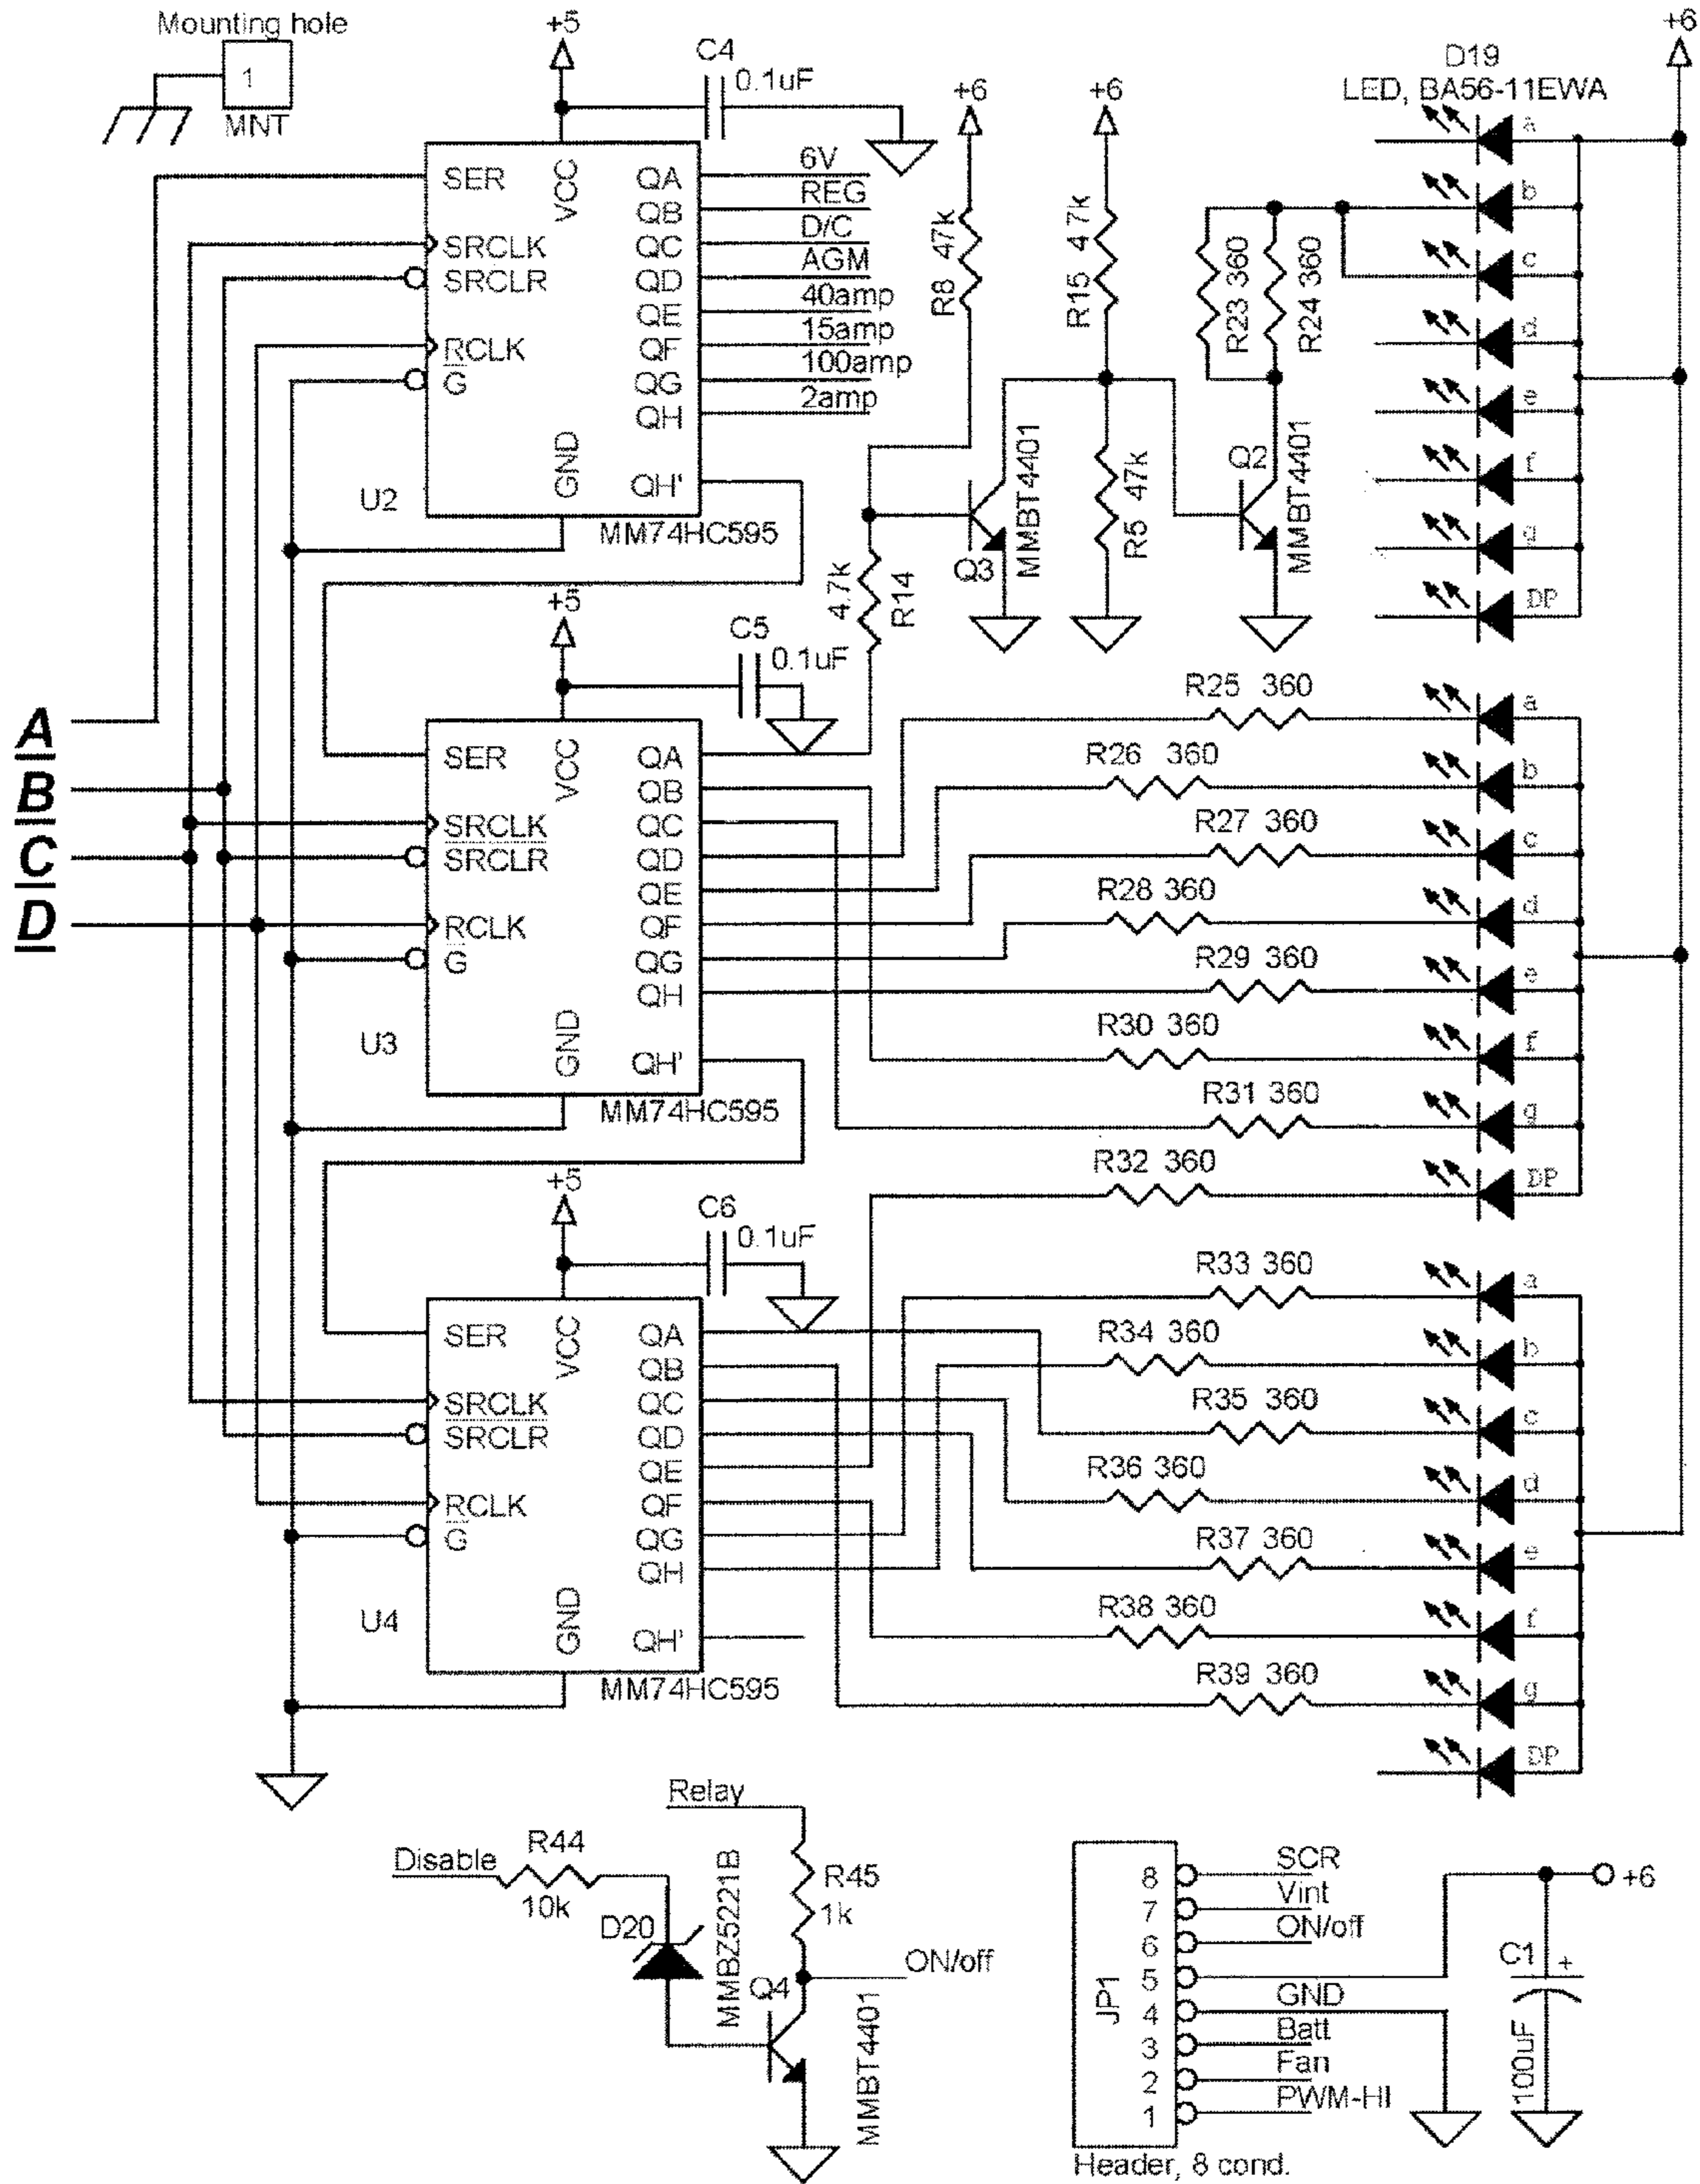 Mounting hole
1
MNT
+5
C4
0.1uF
+6
+6
+6
D19
LED, BA56-11EWA
SER
SRCLK
SRCLR
RCLK
G
VCC
GND
QA
QB
QC
QD
QE
QF
QG
QH
QH'
6V
REG
D/C
AGM
40amp
15amp
100amp
2amp
U2
MM74HC595
R8 47k
R15 4.7k
R23 360
R24 360
R5 47k
Q3
MMBT4401
Q2
MMBT4401
4.7k
R14
a
b
c
d
e
f
g
DP
A
B
C
D
+5
C5
0.1uF
SER
SRCLK
SRCLR
RCLK
G
VCC
GND
QA
QB
QC
QD
QE
QF
QG
QH
QH'
U3
MM74HC595
R25 360
R26 360
R27 360
R28 360
R29 360
R30 360
R31 360
R32 360
a
b
c
d
e
f
g
DP
+5
C6
0.1uF
SER
SRCLK
SRCLR
RCLK
G
VCC
GND
QA
QB
QC
QD
QE
QF
QG
QH
QH'
U4
MM74HC595
R33 360
R34 360
R35 360
R36 360
R37 360
R38 360
R39 360
a
b
c
d
e
f
g
DP
Relay
Disable
R44
10k
D20
MMBZ5221B
R45
1k
Q4
MMBT4401
ON/off
JP1
8
7
6
5
4
3
2
1
SCR
Vint
ON/off
GND
Batt
Fan
PWM-HI
Header, 8 cond.
+6
C1
+
100uF